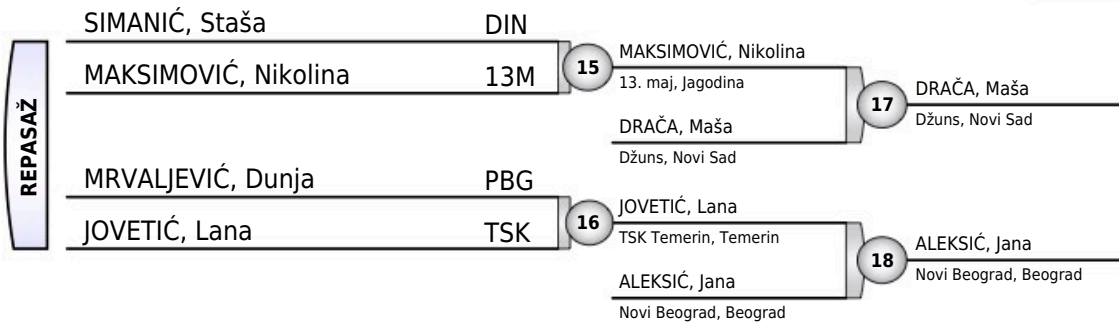 REPASAŽ
SIMANIĆ, Staša DIN
MAKSIMOVIĆ, Nikolina 13M
15
MAKSIMOVIĆ, Nikolina
13. maj, Jagodina
DRAČA, Maša
Džuns, Novi Sad
17
DRAČA, Maša
Džuns, Novi Sad
MRVALJEVIĆ, Dunja PBG
JOVETIĆ, Lana TSK
16
JOVETIĆ, Lana
TSK Temerin, Temerin
ALEKSIĆ, Jana
Novi Beograd, Beograd
18
ALEKSIĆ, Jana
Novi Beograd, Beograd